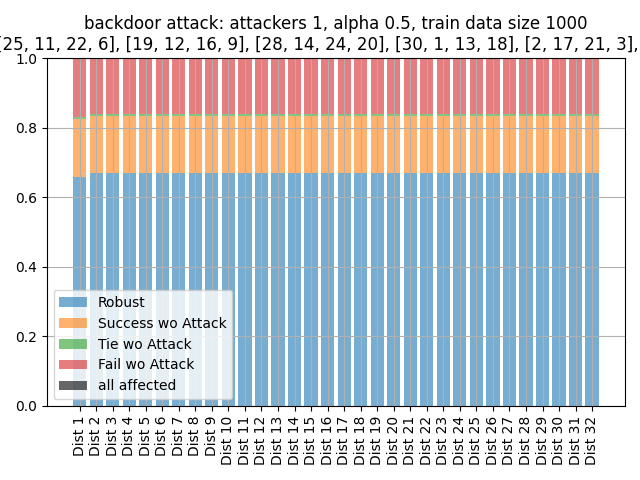 backdoor attack: attackers 1, alpha 0.5, train data size 1000
[25, 11, 22, 6], [19, 12, 16, 9], [28, 14, 24, 20], [30, 1, 13, 18], [2, 17, 21, 3],
1.0
0.8
0.6
0.4
0.2
0.0
Robust
Success wo Attack
Tie wo Attack
Fail wo Attack
all affected
Dist 1
Dist 2
Dist 3
Dist 4
Dist 5
Dist 6
Dist 7
Dist 8
Dist 9
Dist 10
Dist 11
Dist 12
Dist 13
Dist 14
Dist 15
Dist 16
Dist 17
Dist 18
Dist 19
Dist 20
Dist 21
Dist 22
Dist 23
Dist 24
Dist 25
Dist 26
Dist 27
Dist 28
Dist 29
Dist 30
Dist 31
Dist 32